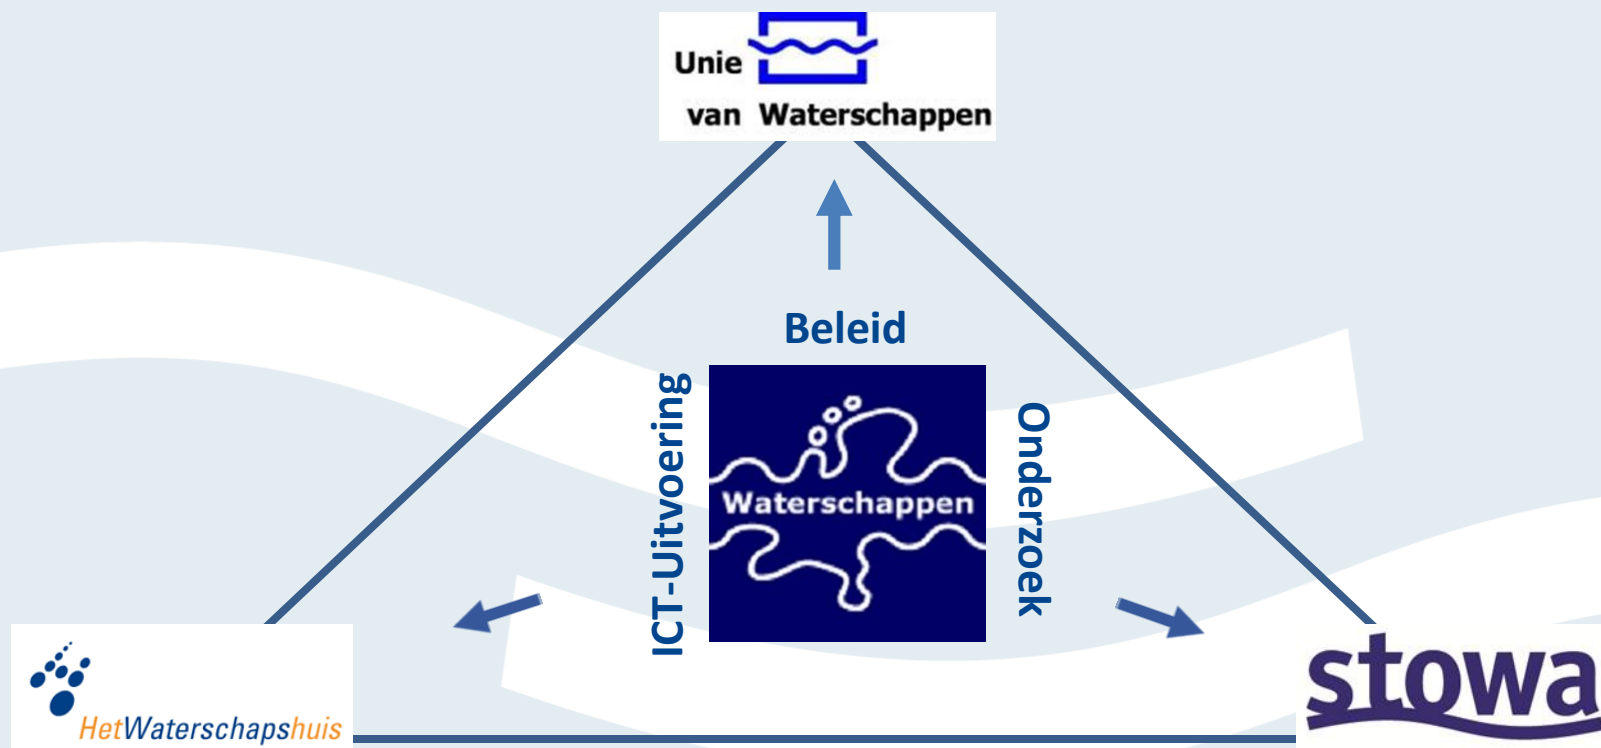 Unie
van Waterschappen
Beleid
ICT-Uitvoering
Waterschappen
Onderzoek
HetWaterschapshuis
stowa